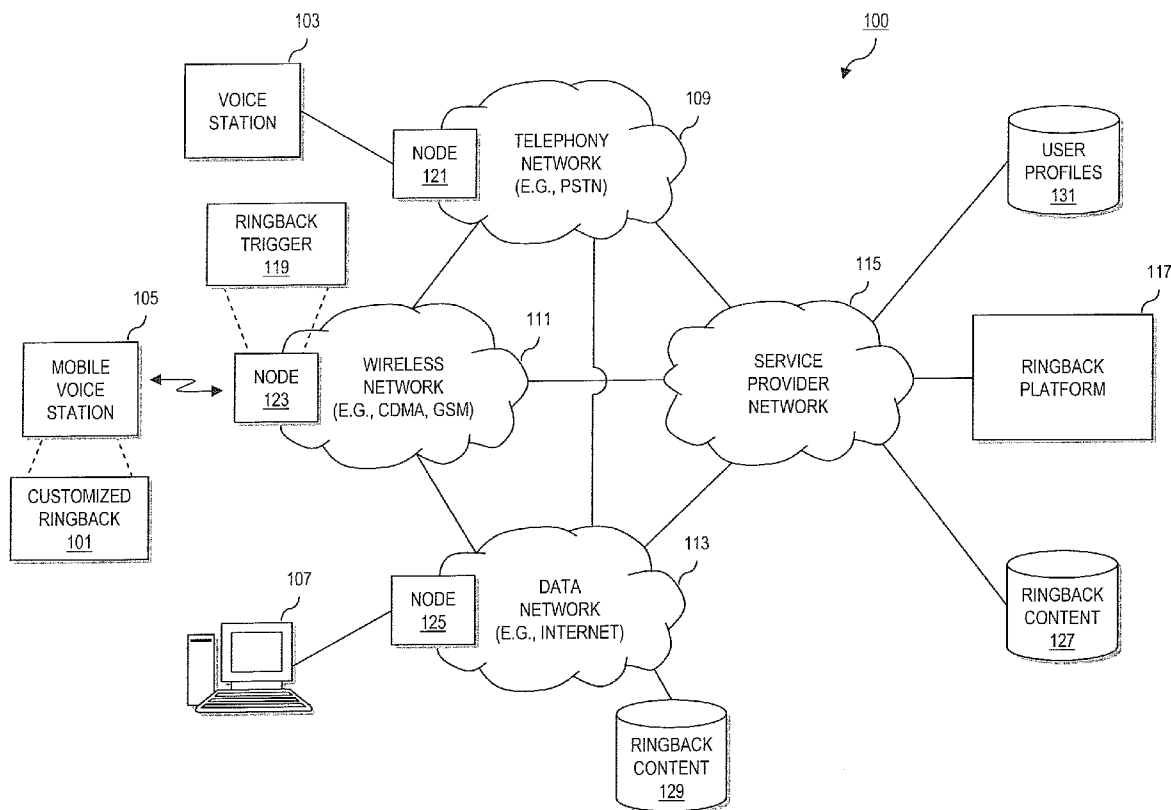 100
103
VOICE
STATION
109
TELEPHONY
NETWORK
(E.G., PSTN)
NODE
121
USER
PROFILES
131
RINGBACK
TRIGGER
119
115
117
105
MOBILE
VOICE
STATION
111
NODE
123
WIRELESS
NETWORK
(E.G., CDMA, GSM)
SERVICE
PROVIDER
NETWORK
RINGBACK
PLATFORM
CUSTOMIZED
RINGBACK
101
113
107
NODE
125
DATA
NETWORK
(E.G., INTERNET)
RINGBACK
CONTENT
127
RINGBACK
CONTENT
129